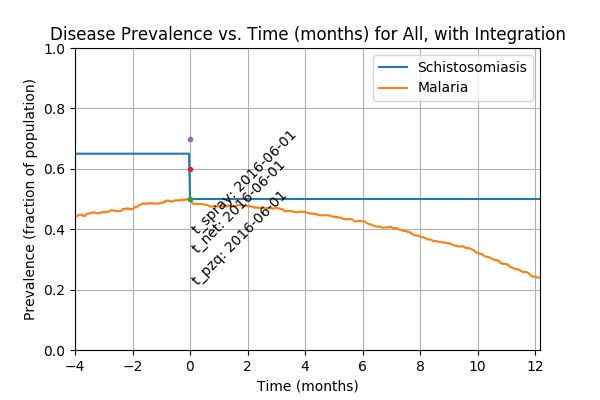 Disease Prevalence vs. Time (months) for All, with Integration
Prevalence (fraction of population)
1.0
0.8
0.6
0.4
0.2
0.0
Schistosomiasis
Malaria
t_spray: 2016-06-01
t_net: 2016-06-01
t_pzq: 2016-06-01
−4
−2
0
2
4
6
8
10
12
Time (months)